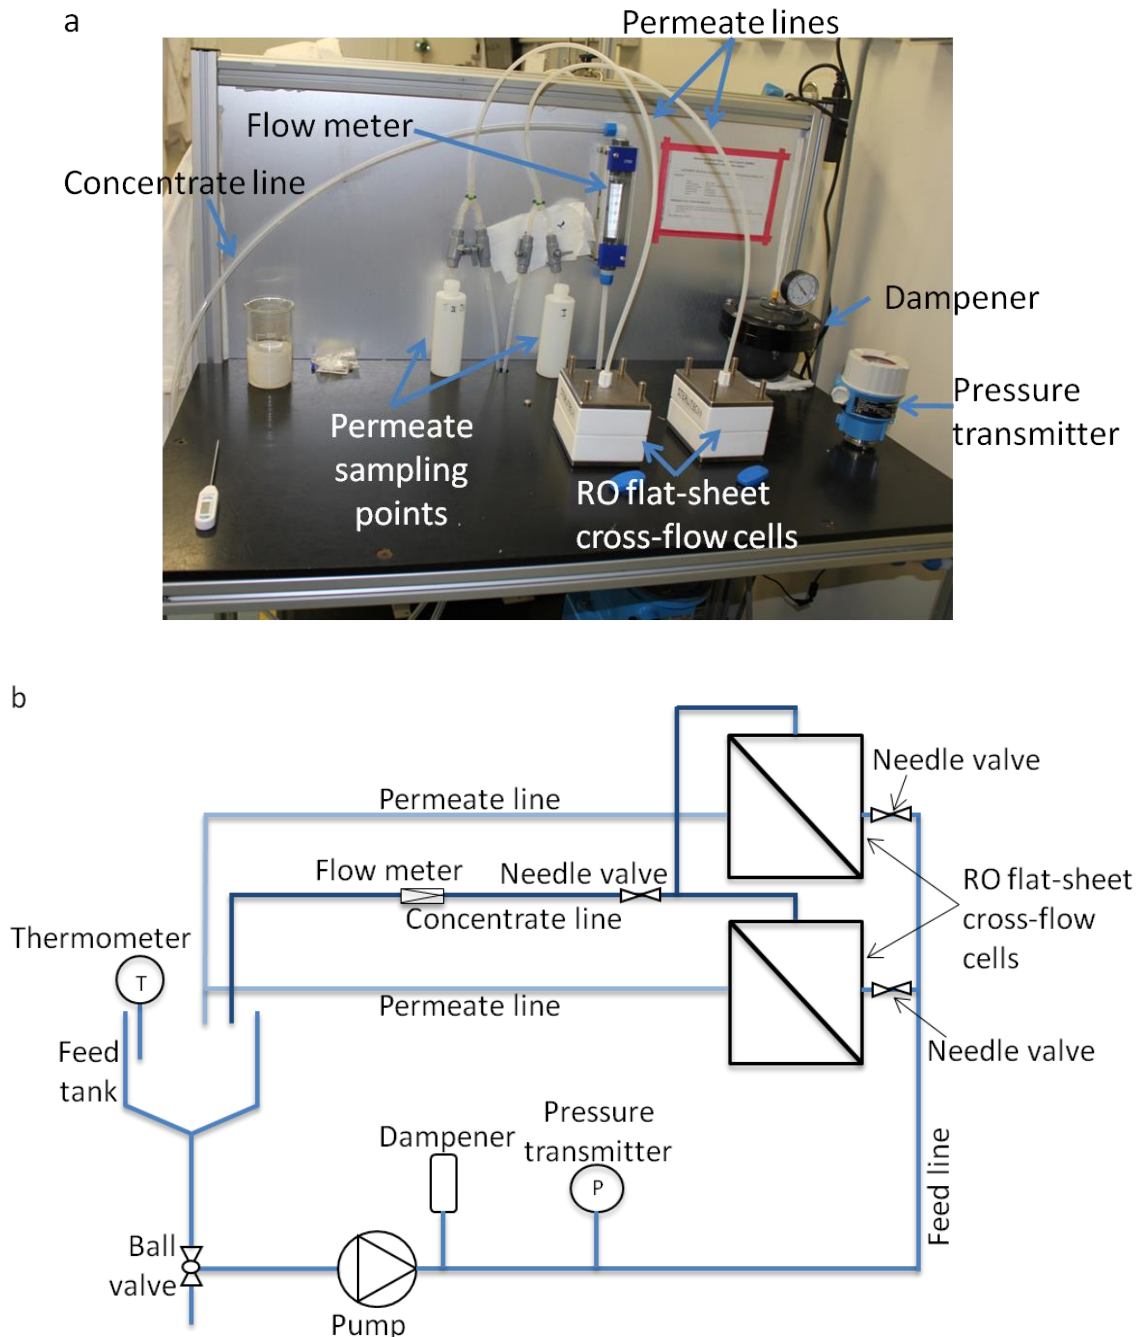 a
Permeate lines
Flow meter
Concentrate line
Dampener
Pressure
transmitter
Permeate
sampling
points
RO flat-sheet
cross-flow cells
b
Needle valve
Permeate line
Flow meter
Needle valve
Concentrate line
RO flat-sheet
cross-flow
cells
Thermometer
T
Permeate line
Needle valve
Feed
tank
Pressure
transmitter
Dampener
P
Feed line
Ball
valve
Pump